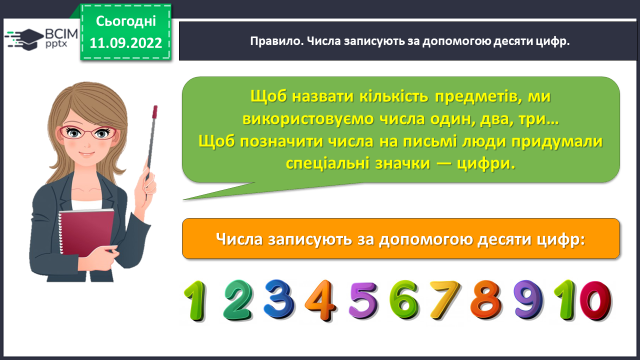 Сьогодні
11.09.2022
BCIM
pptx
Правило. Числа записують за допомогою десяти цифр.
Щоб назвати кількість предметів, ми
використовуємо числа один, два, три...
Щоб позначити числа на письмі люди придумали
спеціальні значки — цифри.
Числа записують за допомогою десяти цифр:
1 2 3 4 5 6 7 8 9 10